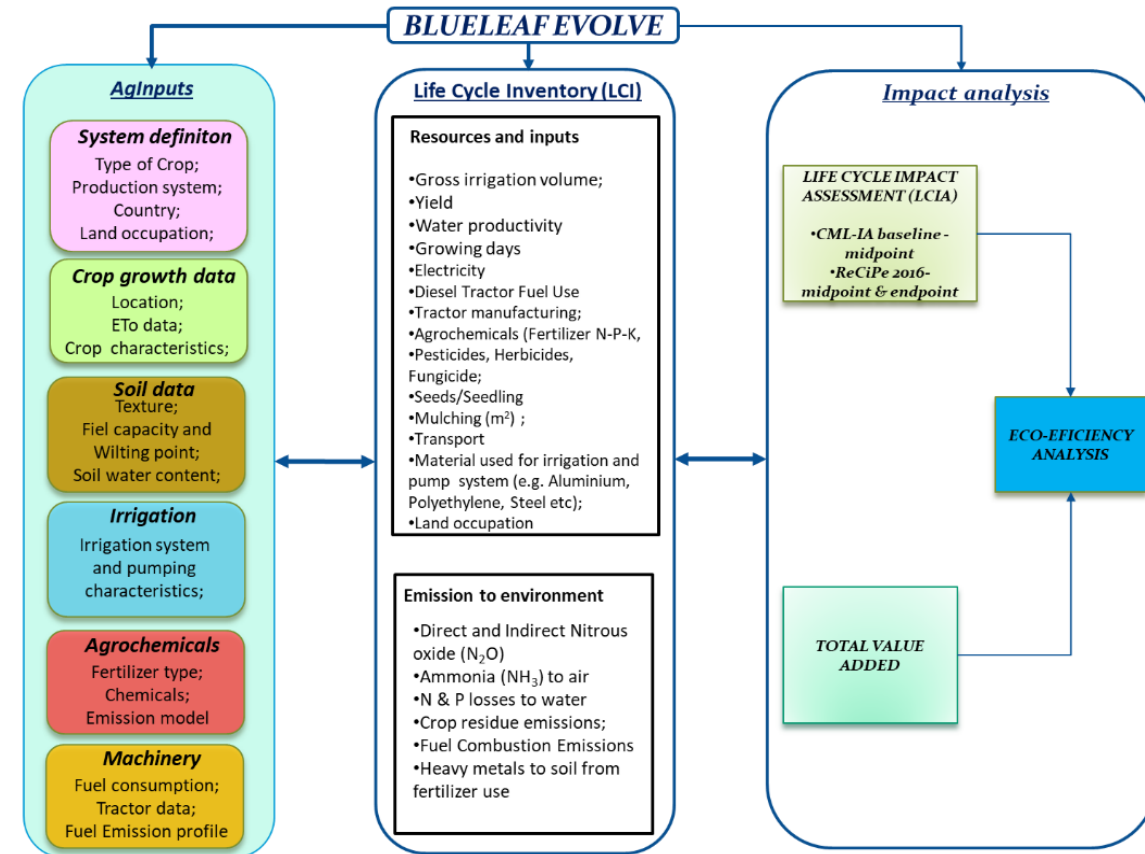 BLUELEAF EVOLVE
AgInputs
System definiton
Type of Crop;
Production system;
Country;
Land occupation;
Crop growth data
Location;
ETo data;
Crop characteristics;
Soil data
Texture;
Fiel capacity and
Wilting point;
Soil water content;
Irrigation
Irrigation system
and pumping
characteristics;
Agrochemicals
Fertilizer type;
Chemicals;
Emission model
Machinery
Fuel consumption;
Tractor data;
Fuel Emission profile
Life Cycle Inventory (LCI)
Resources and inputs
•Gross irrigation volume;
•Yield
•Water productivity
•Growing days
•Electricity
•Diesel Tractor Fuel Use
•Tractor manufacturing;
•Agrochemicals (Fertilizer N-P-K,
•Pesticides, Herbicides,
Fungicide;
•Seeds/Seedling
•Mulching (m²) ;
•Transport
•Material used for irrigation and
pump system (e.g. Aluminium,
Polyethylene, Steel etc);
•Land occupation
Emission to environment
•Direct and Indirect Nitrous
oxide (N₂O)
•Ammonia (NH₃) to air
•N & P losses to water
•Crop residue emissions;
•Fuel Combustion Emissions
•Heavy metals to soil from
fertilizer use
Impact analysis
LIFE CYCLE IMPACT
ASSESSMENT (LCIA)
•CML-IA baseline -
midpoint
•ReCiPe 2016-
midpoint & endpoint
ECO-EFICIENCY
ANALYSIS
TOTAL VALUE
ADDED